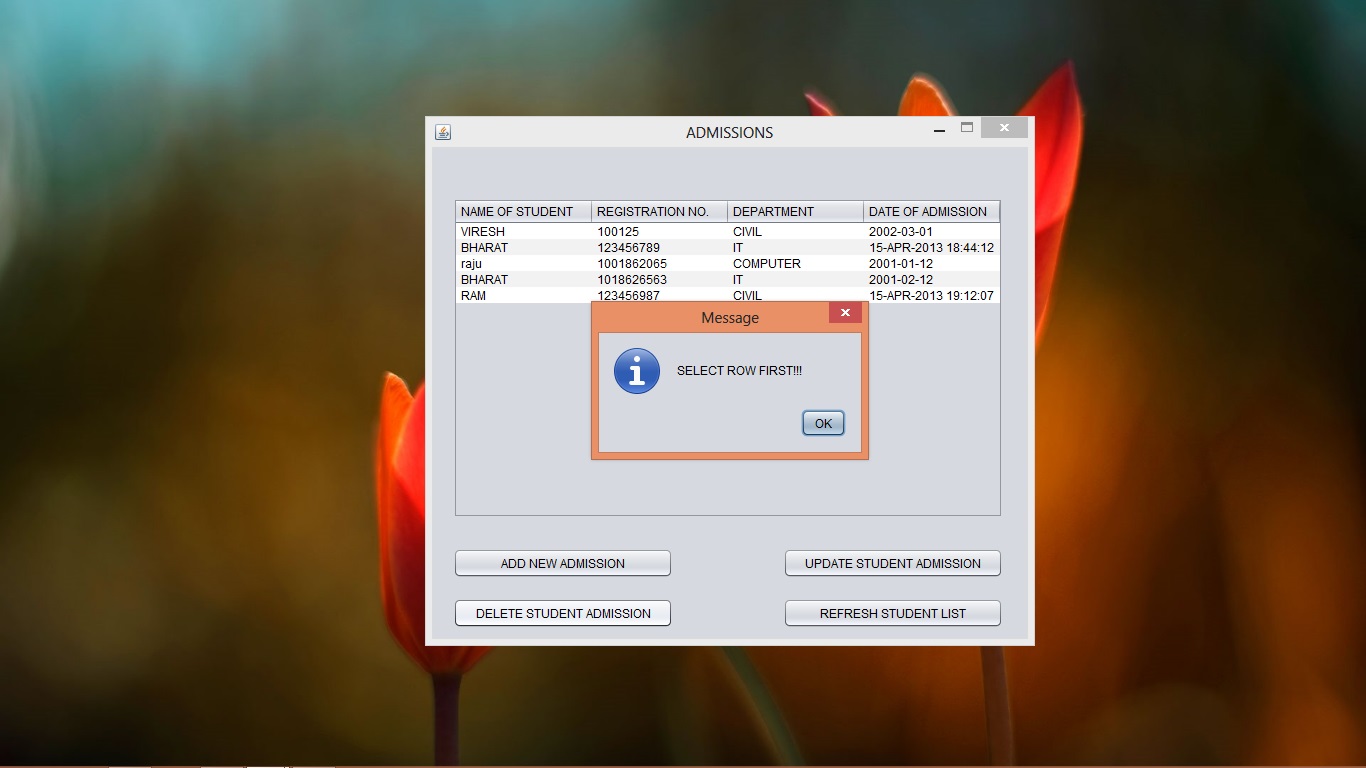 ADMISSIONS
NAME OF STUDENT REGISTRATION NO. DEPARTMENT DATE OF ADMISSION
VIRESH 100125 CIVIL 2002-03-01
BHARAT 123456789 IT 15-APR-2013 18:44:12
raju 1001862065 COMPUTER 2001-01-12
BHARAT 1018626563 IT 2001-02-12
RAM 123456987 CIVIL 15-APR-2013 19:12:07
Message
SELECT ROW FIRST!!!
OK
ADD NEW ADMISSION UPDATE STUDENT ADMISSION
DELETE STUDENT ADMISSION REFRESH STUDENT LIST